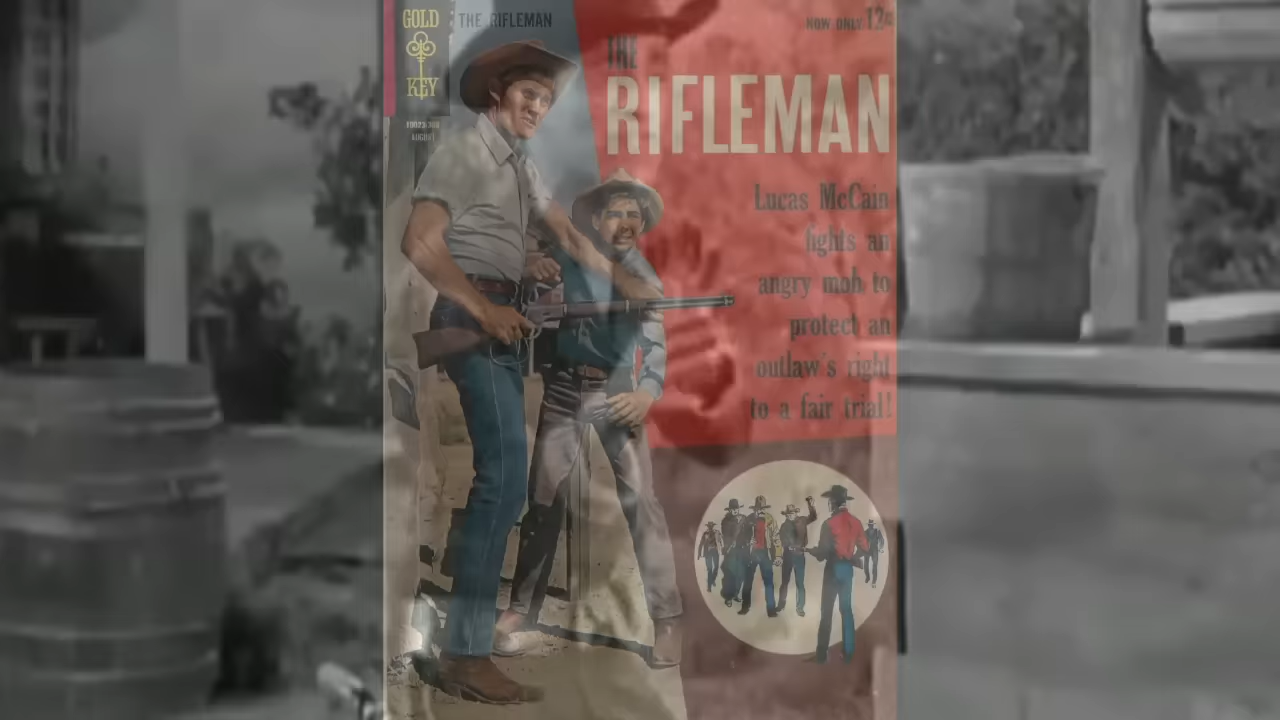 GOLD
KEY
THE RIFLEMAN
NOW ONLY 12¢
AUGUST
THE
RIFLEMAN
Lucas McCain
fights an
angry mob to
protect an
outlaw's right
to a fair trial!